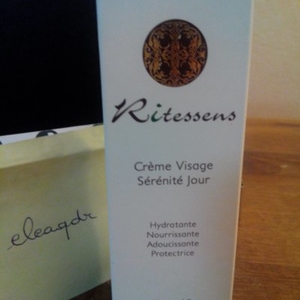 Ritessens
Crème Visage
Sérénité Jour
Hydratante
Nourrissante
Adoucissante
Protectrice
eleaqdr